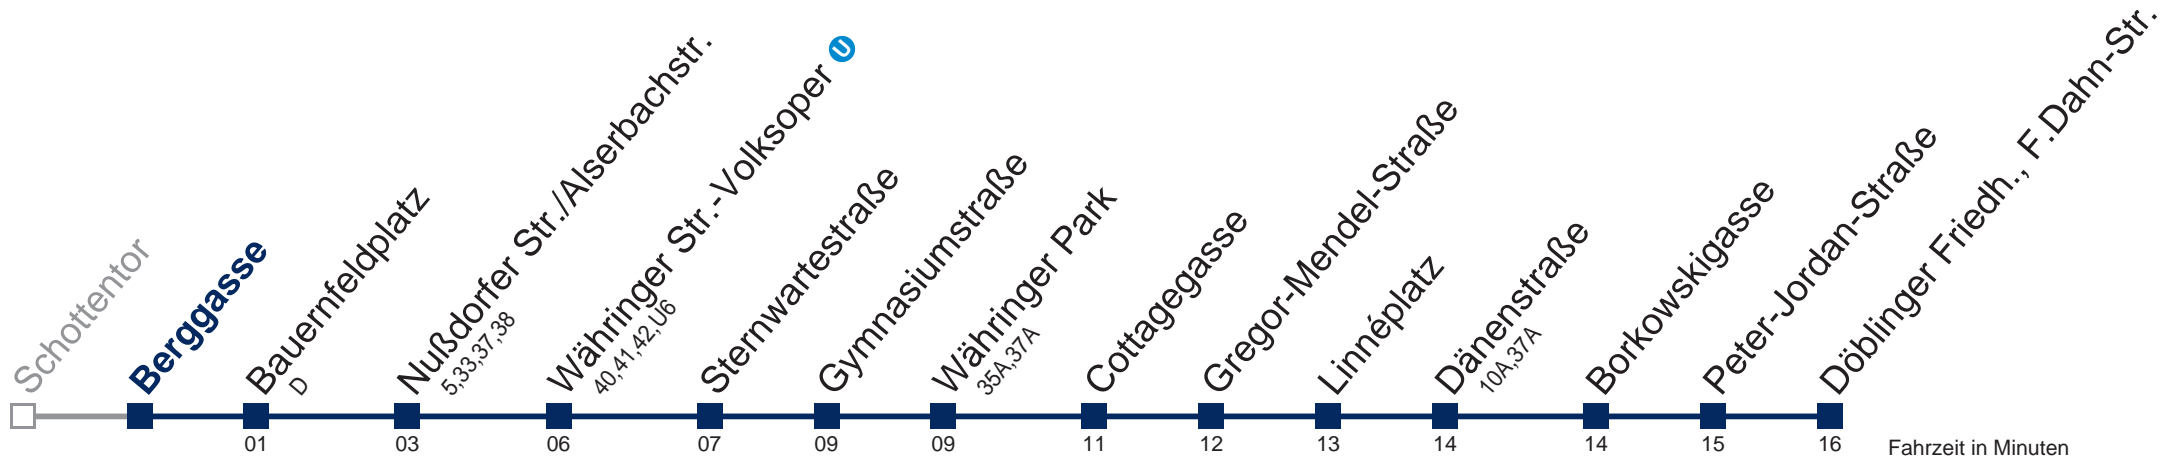 Schottentor
Berggasse
Bauernfeldplatz
D
Nußdorfer Str./Alserbachstr.
5,33,37,38
Währinger Str.-Volksoper U
40,41,42,U6
Sternwartestraße
Gymnasiumstraße
Währinger Park
35A,37A
Cottagegasse
Gregor-Mendel-Straße
Linnéplatz
Dänenstraße
10A,37A
Borkowskigasse
Peter-Jordan-Straße
Döblinger Friedh., F.Dahn-Str.
01 03 06 07 09 09 11 12 13 14 14 15 16 Fahrzeit in Minuten